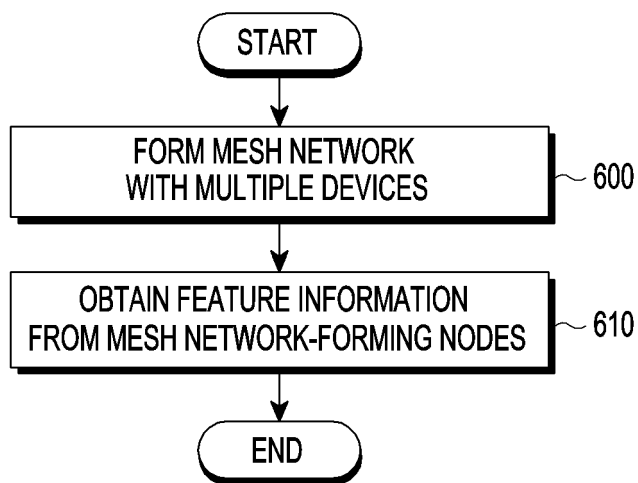 START
FORM MESH NETWORK
WITH MULTIPLE DEVICES
600
OBTAIN FEATURE INFORMATION
FROM MESH NETWORK-FORMING NODES
610
END